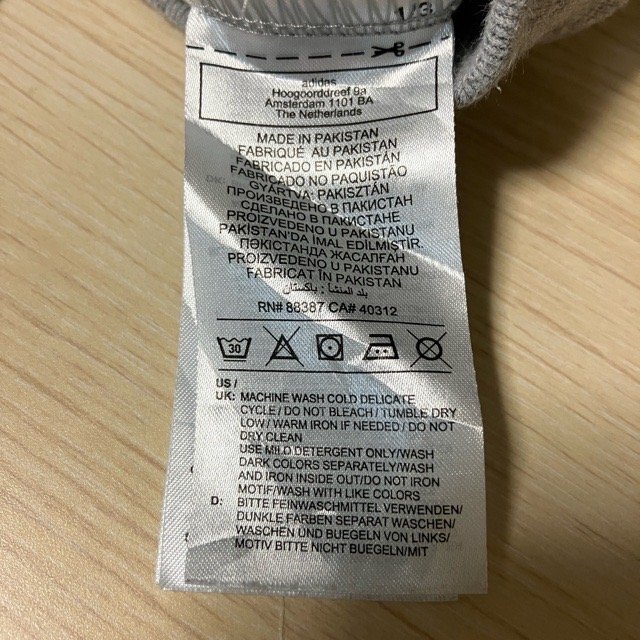 1/3
adidas
Hoogoorddreef 9a
Amsterdam 1101 BA
The Netherlands
MADE IN PAKISTAN
FABRIQUÉ AU PAKISTAN
FABRICADO EN PAKISTÁN
FABRICADO NO PAQUISTÃO
GYÁRTVA: PAKISZTÁN
ПРОИЗВЕДЕНО В ПАКИСТАН
СДЕЛАНО В ПАКИСТАНЕ
PROIZVEDENO U PAKISTANU
PAKİSTAN'DA İMAL EDİLMİŞTİR.
ПӘКІСТАНДА ЖАСАЛҒАН
PROIZVEDENO U PAKISTANU
FABRICAT ÎN PAKISTAN
بلد المنشأ: باكستان
RN# 88387 CA# 40312
30
US /
UK: MACHINE WASH COLD DELICATE
CYCLE / DO NOT BLEACH / TUMBLE DRY
LOW / WARM IRON IF NEEDED / DO NOT
DRY CLEAN
USE MILD DETERGENT ONLY/WASH
DARK COLORS SEPARATELY/WASH
AND IRON INSIDE OUT/DO NOT IRON
MOTIF/WASH WITH LIKE COLORS
D: BITTE FEINWASCHMITTEL VERWENDEN/
DUNKLE FARBEN SEPARAT WASCHEN/
WASCHEN UND BUEGELN VON LINKS/
MOTIV BITTE NICHT BUEGELN/MIT